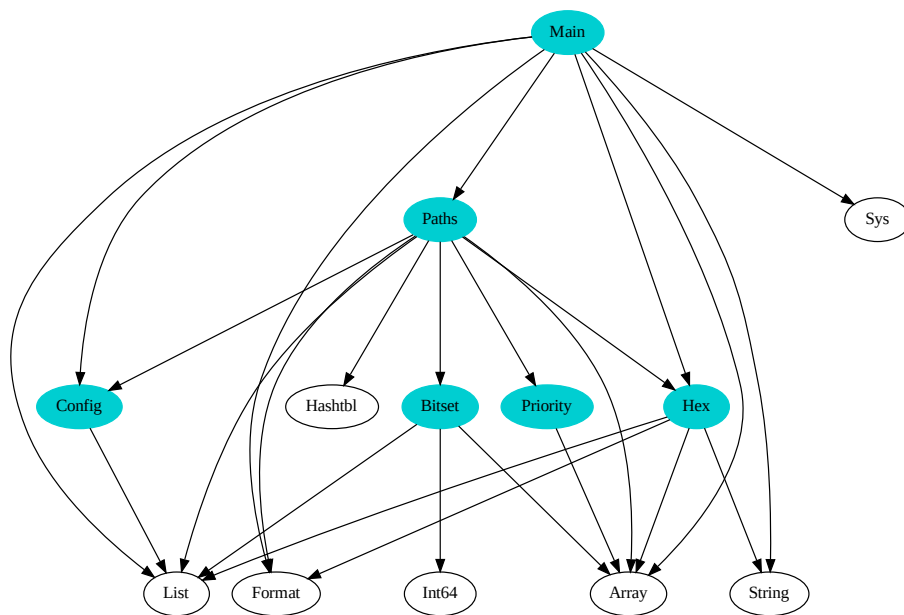 Main
Paths
Sys
Config
Hashtbl
Bitset
Priority
Hex
List
Format
Int64
Array
String